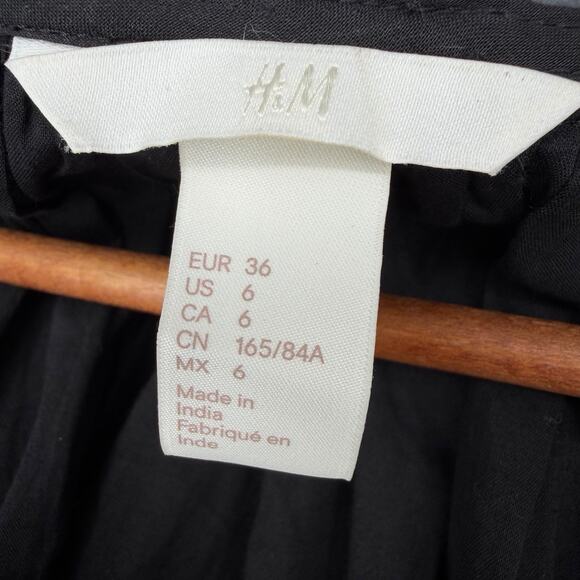 H&M
EUR 36
US 6
CA 6
CN 165/84A
MX 6
Made in
India
Fabriqué en
Inde